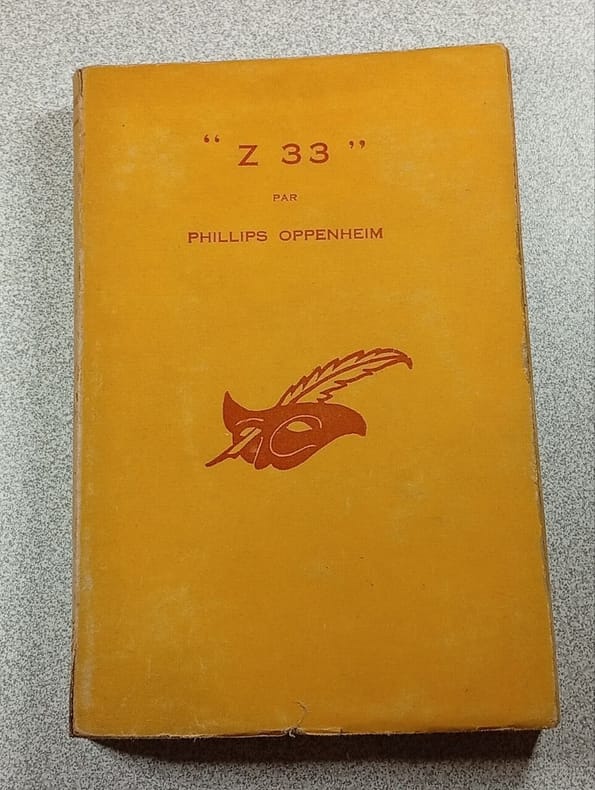 “ Z 33 ”
PAR
PHILLIPS OPPENHEIM